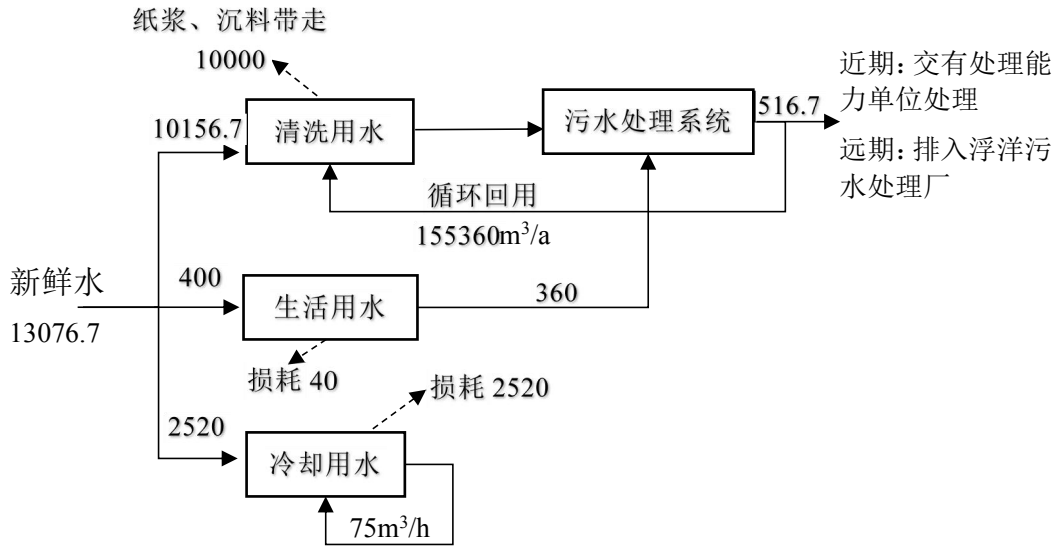 纸浆、沉料带走
10000
近期：交有处理能
力单位处理
516.7
10156.7
清洗用水
污水处理系统
远期：排入浮洋污
水处理厂
循环回用
155360m³/a
新鲜水
13076.7
400
生活用水
360
损耗 40
损耗 2520
2520
冷却用水
75m³/h